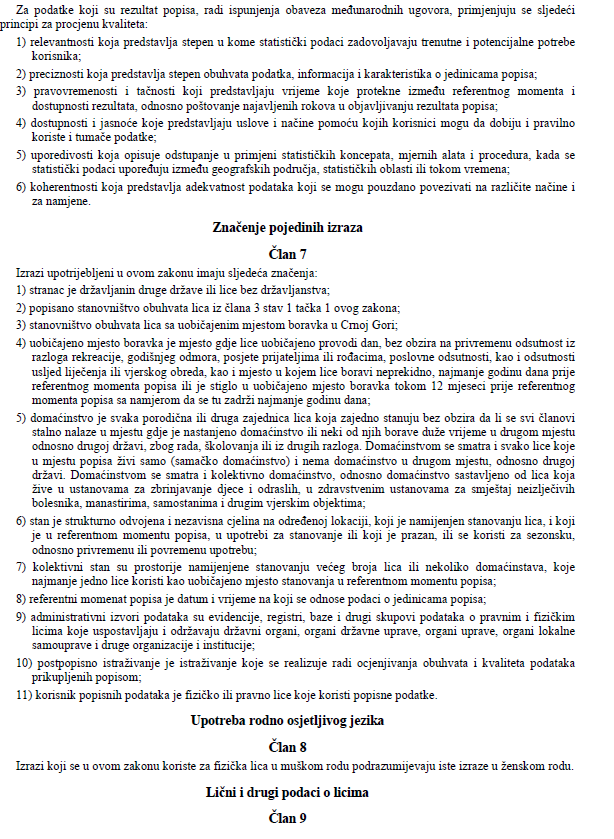 Za podatke koji su rezultat popisa, radi ispunjenja obaveza međunarodnih ugovora, primjenjuju se sljedeći
principi za procjenu kvaliteta:
1) relevantnosti koja predstavlja stepen u kome statistički podaci zadovoljavaju trenutne i potencijalne potrebe
korisnika;
2) preciznosti koja predstavlja stepen obuhvata podatka, informacija i karakteristika o jedinicama popisa;
3) pravovremenosti i tačnosti koji predstavljaju vrijeme koje protekne između referentnog momenta i
dostupnosti rezultata, odnosno poštovanje najavljenih rokova u objavljivanju rezultata popisa;
4) dostupnosti i jasnoće koje predstavljaju uslove i načine pomoću kojih korisnici mogu da dobiju i pravilno
koriste i tumače podatke;
5) uporedivosti koja opisuje odstupanje u primjeni statističkih koncepata, mjernih alata i procedura, kada se
statistički podaci upoređuju između geografskih područja, statističkih oblasti ili tokom vremena;
6) koherentnosti koja predstavlja adekvatnost podataka koji se mogu pouzdano povezivati na različite načine i
za namjene.
Značenje pojedinih izraza
Član 7
Izrazi upotrijebljeni u ovom zakonu imaju sljedeća značenja:
1) stranac je državljanin druge države ili lice bez državljanstva;
2) popisano stanovništvo obuhvata lica iz člana 3 stav 1 tačka 1 ovog zakona;
3) stanovništvo obuhvata lica sa uobičajenim mjestom boravka u Crnoj Gori;
4) uobičajeno mjesto boravka je mjesto gdje lice uobičajeno provodi dan, bez obzira na privremenu odsutnost iz
razloga rekreacije, godišnjeg odmora, posjete prijateljima ili rođacima, poslovne odsutnosti, kao i odsutnosti
usljed liječenja ili vjerskog obreda, kao i mjesto u kojem lice boravi neprekidno, najmanje godinu dana prije
referentnog momenta popisa ili je stiglo u uobičajeno mjesto boravka tokom 12 mjeseci prije referentnog
momenta popisa sa namjerom da se tu zadrži najmanje godinu dana;
5) domaćinstvo je svaka porodična ili druga zajednica lica koja zajedno stanuju bez obzira da li se svi članovi
stalno nalaze u mjestu gdje je nastanjeno domaćinstvo ili neki od njih borave duže vrijeme u drugom mjestu
odnosno drugoj državi, zbog rada, školovanja ili iz drugih razloga. Domaćinstvom se smatra i svako lice koje
u mjestu popisa živi samo (samačko domaćinstvo) i nema domaćinstvo u drugom mjestu, odnosno drugoj
državi. Domaćinstvom se smatra i kolektivno domaćinstvo, odnosno domaćinstvo sastavljeno od lica koja
žive u ustanovama za zbrinjavanje djece i odraslih, u zdravstvenim ustanovama za smještaj neizlječivih
bolesnika, manastirima, samostanima i drugim vjerskim objektima;
6) stan je strukturno odvojena i nezavisna cjelina na određenoj lokaciji, koji je namijenjen stanovanju lica, i koji
je u referentnom momentu popisa, u upotrebi za stanovanje ili koji je prazan, ili se koristi za sezonsku,
odnosno privremenu ili povremenu upotrebu;
7) kolektivni stan su prostorije namijenjene stanovanju većeg broja lica ili nekoliko domaćinstava, koje
najmanje jedno lice koristi kao uobičajeno mjesto stanovanja u referentnom momentu popisa;
8) referentni momenat popisa je datum i vrijeme na koji se odnose podaci o jedinicama popisa;
9) administrativni izvori podataka su evidencije, registri, baze i drugi skupovi podataka o pravnim i fizičkim
licima koje uspostavljaju i održavaju državni organi, organi državne uprave, organi uprave, organi lokalne
samouprave i druge organizacije i institucije;
10) postpopisno istraživanje je istraživanje koje se realizuje radi ocjenjivanja obuhvata i kvaliteta podataka
prikupljenih popisom;
11) korisnik popisnih podataka je fizičko ili pravno lice koje koristi popisne podatke.
Upotreba rodno osjetljivog jezika
Član 8
Izrazi koji se u ovom zakonu koriste za fizička lica u muškom rodu podrazumijevaju iste izraze u ženskom rodu.
Lični i drugi podaci o licima
Član 9